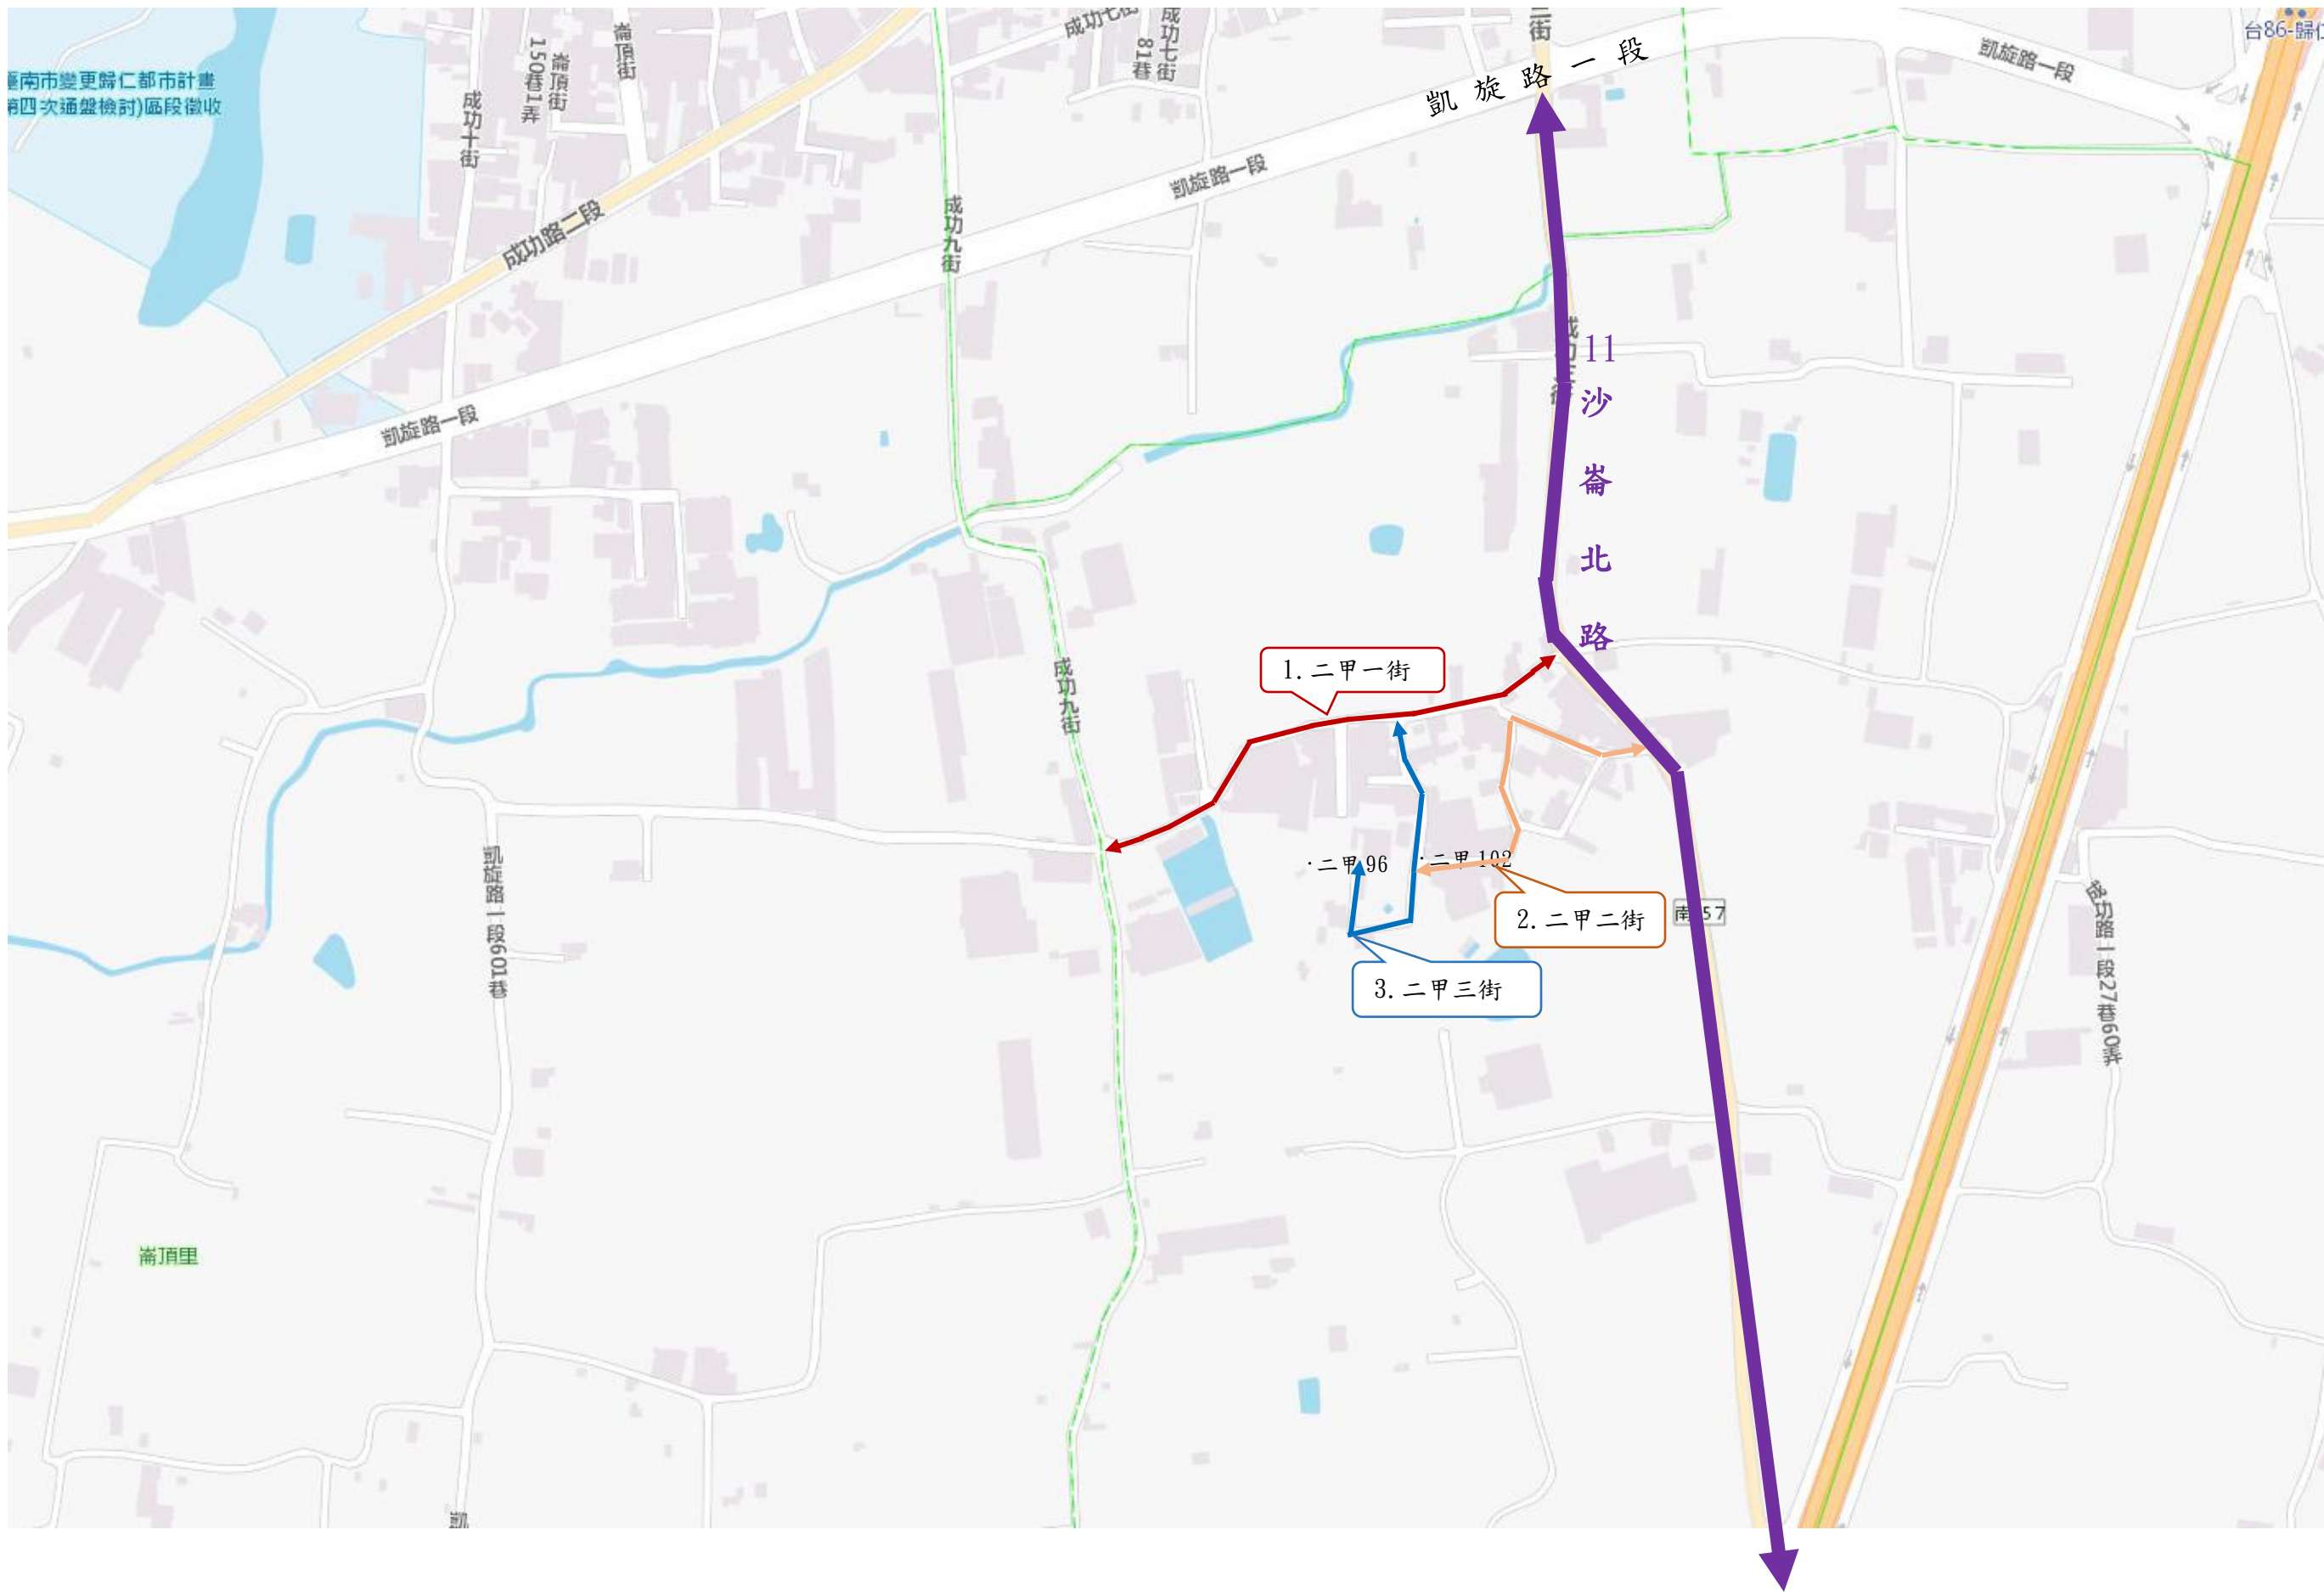 台86-歸仁
成功七街
成功七街
81巷
二街
凱旋路一段
凱旋路一段
崙頂街
崙頂街
150巷1弄
臺南市變更歸仁都市計畫
第四次通盤檢討)區段徵收
成功十街
凱旋路一段
成功路二段
成功九街
11
沙
崙
北
路
凱旋路一段
1.二甲一街
成功九街
·二甲96
·二甲102
凱旋路一段601巷
2.二甲二街
成功路一段27巷60弄
3.二甲三街
崙頂里
凱